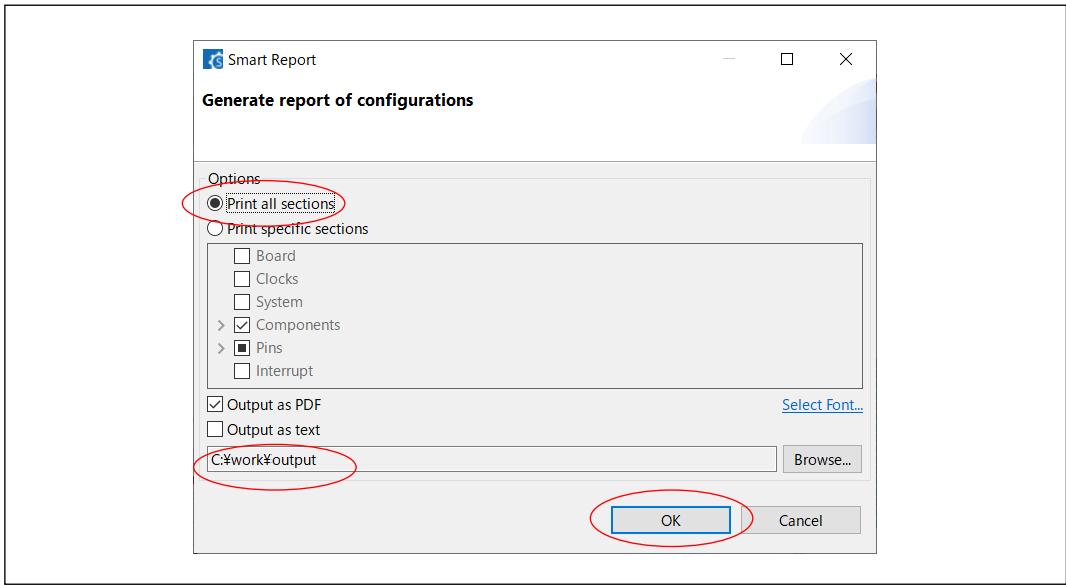 Smart Report
Generate report of configurations
Options
Print all sections
Print specific sections
Board
Clocks
System
Components
Pins
Interrupt
Output as PDF
Select Font...
Output as text
C:¥work¥output
Browse...
OK
Cancel